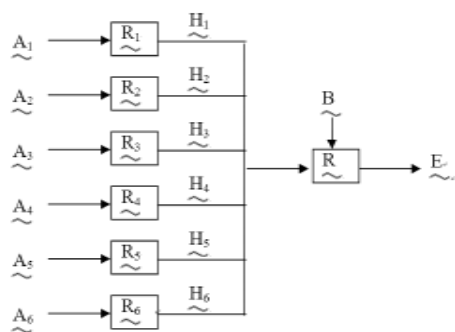 A₁ R₁ H₁
A₂ R₂ H₂
A₃ R₃ H₃
A₄ R₄ H₄
A₅ R₅ H₅
A₆ R₆ H₆
B
R E